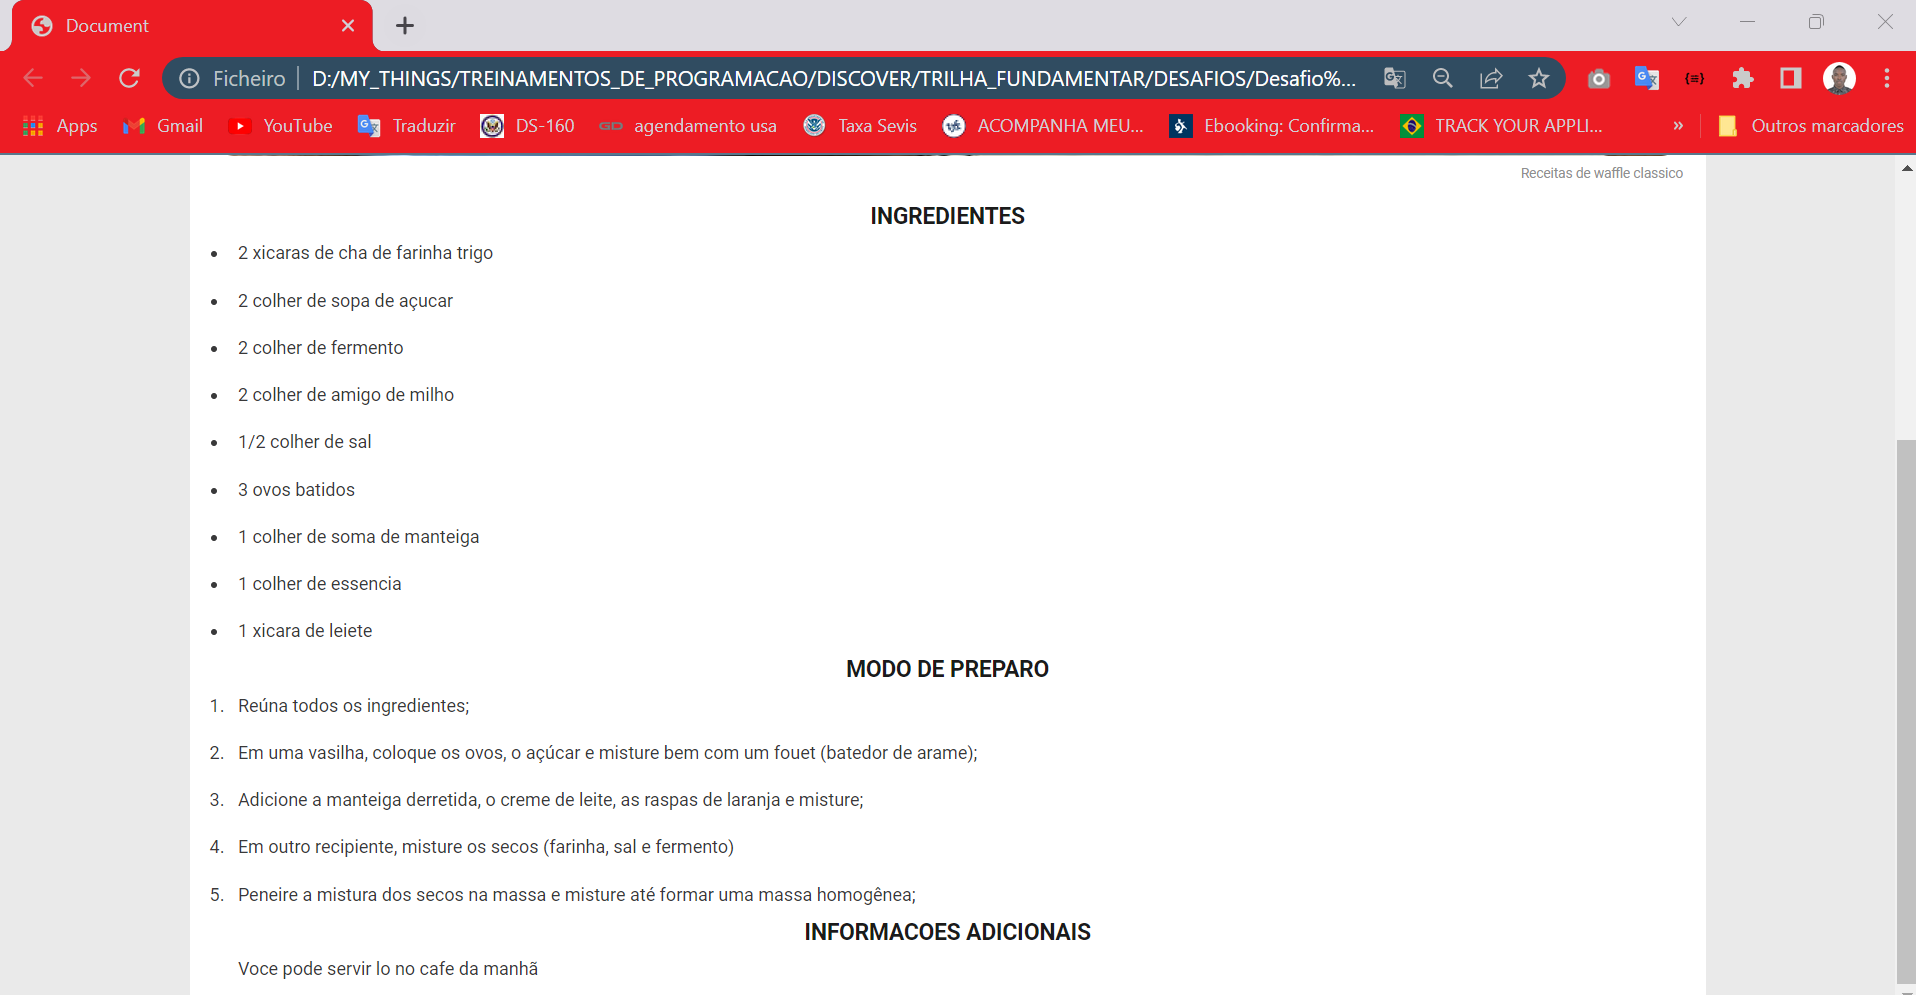 Document
Ficheiro D:/MY_THINGS/TREINAMENTOS_DE_PROGRAMACAO/DISCOVER/TRILHA_FUNDAMENTAR/DESAFIOS/Desafio%...
Apps Gmail YouTube Traduzir DS-160 GD agendamento usa Taxa Sevis ACOMPANHA MEU... Ebooking: Confirma... TRACK YOUR APPLI... » Outros marcadores
Receitas de waffle classico
INGREDIENTES
• 2 xicaras de cha de farinha trigo
• 2 colher de sopa de açucar
• 2 colher de fermento
• 2 colher de amigo de milho
• 1/2 colher de sal
• 3 ovos batidos
• 1 colher de soma de manteiga
• 1 colher de essencia
• 1 xicara de leiete
MODO DE PREPARO
1. Reúna todos os ingredientes;
2. Em uma vasilha, coloque os ovos, o açúcar e misture bem com um fouet (batedor de arame);
3. Adicione a manteiga derretida, o creme de leite, as raspas de laranja e misture;
4. Em outro recipiente, misture os secos (farinha, sal e fermento)
5. Peneire a mistura dos secos na massa e misture até formar uma massa homogênea;
INFORMACOES ADICIONAIS
Voce pode servir lo no cafe da manhã